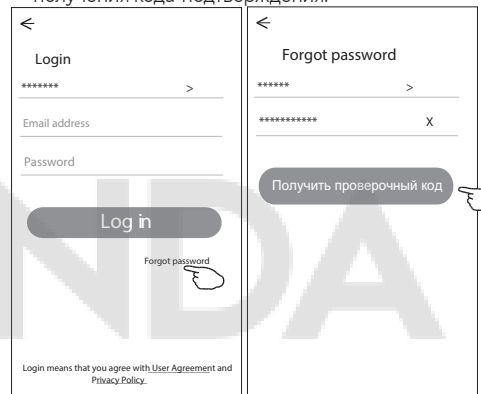 получения кода подтверждения.
Login
******* >
Email address
Password
Log in
Forgot password
Login means that you agree with User Agreement and
Privacy Policy
Forgot password
****** >
*********** X
Получить проверочный код